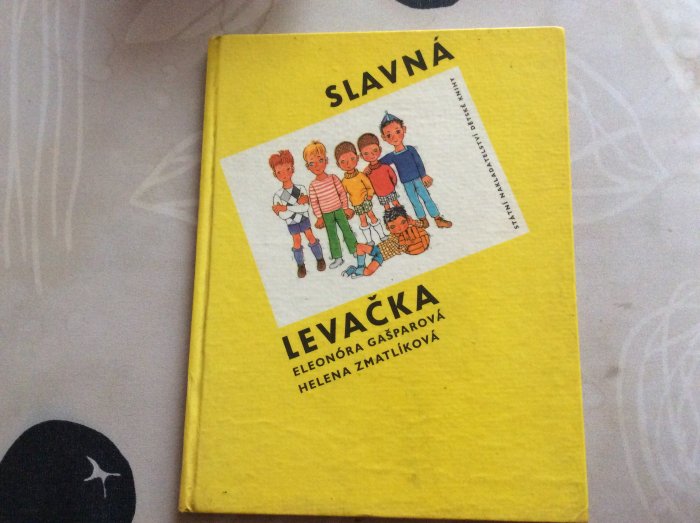 SLAVNÁ
STÁTNÍ NAKLADATELSTVÍ DĚTSKÉ KNIHY
LEVAČKA
ELEONÓRA GAŠPAROVÁ
HELENA ZMATLÍKOVÁ